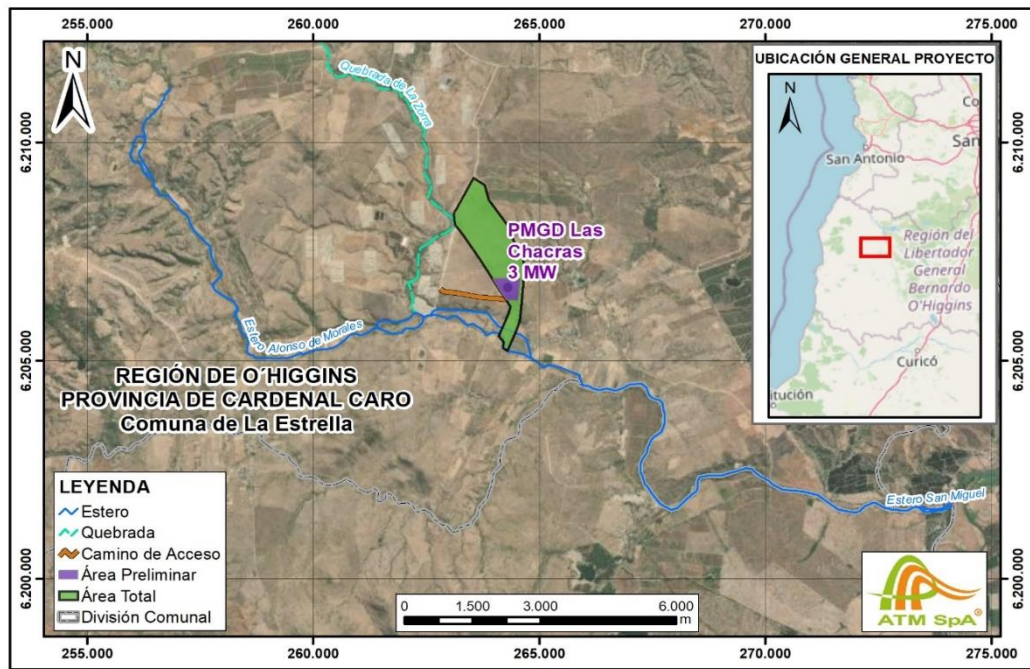 255.000
260.000
265.000
270.000
275.000
6.210.000
6.205.000
6.200.000
N
Quebrada de La Zorra
PMGD Las
Chacras
3 MW
Estero Alonso de Morales
REGIÓN DE O´HIGGINS
PROVINCIA DE CARDENAL CARO
Comuna de La Estrella
Estero San Miguel
UBICACIÓN GENERAL PROYECTO
N
Co
San
San Antonio
Región del
Libertador
General
Bernardo
O'Higgins
Curicó
itución
LEYENDA
Estero
Quebrada
Camino de Acceso
Área Preliminar
Área Total
División Comunal
0 1.500 3.000 6.000
m
ATM SpA®
6.210.000
6.205.000
6.200.000
255.000
260.000
265.000
270.000
275.000